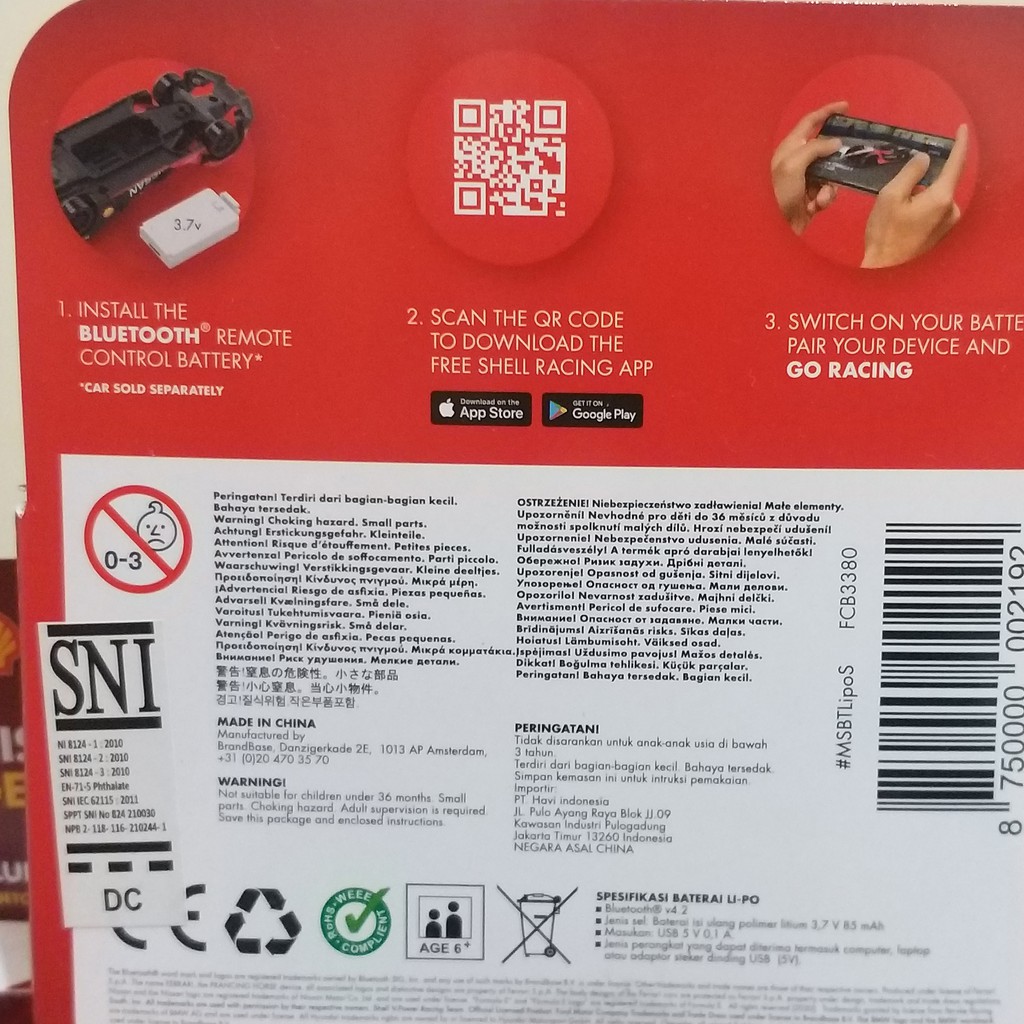 3.7v
1. INSTALL THE
BLUETOOTH® REMOTE
CONTROL BATTERY*
*CAR SOLD SEPARATELY
2. SCAN THE QR CODE
TO DOWNLOAD THE
FREE SHELL RACING APP
Download on the
App Store
GET IT ON
Google Play
3. SWITCH ON YOUR BATTE
PAIR YOUR DEVICE AND
GO RACING
0-3
Peringatan! Terdiri dari bagian-bagian kecil.
Bahaya tersedak.
Warning! Choking hazard. Small parts.
Achtung! Erstickungsgefahr. Kleinteile.
Attention! Risque d'étouffement. Petites pieces.
Avvertenza! Pericolo de soffocamento. Parti piccolo.
Waarschuwing! Verstikkingsgevaar. Kleine deeltjes.
Προειδοποίηση! Κίνδυνος πνιγμού. Μικρά μέρη.
¡Advertencia! Riesgo de asfixia. Piezas pequeñas.
Advarsel! Kvælningsfare. Små dele.
Varoitus! Tukehtumisvaara. Pieniä osia.
Varning! Kvävningsrisk. Små delar.
Atenção! Perigo de asfixia. Pecas pequenas.
Προειδοποίηση! Κίνδυνος πνιγμού. Μικρά κομματάκια.
Внимание! Риск удушения. Мелкие детали.
警告!窒息の危険性。小さな部品
警告!小心窒息。当心小物件。
경고!질식위험 작은부품포함
OSTRZEŻENIE! Niebezpieczeństwo zadławienia! Małe elementy.
Upozornění! Nevhodné pro děti do 36 měsíců z důvodu
možnosti spolknutí malých dílů. Hrozí nebezpečí udušení!
Upozornenie! Nebezpečenstvo udusenia. Malé súčasti.
Fulladásveszély! A termék apró darabjai lenyelhetők!
Обережно! Ризик задухи. Дрібні деталі.
Upozorenje! Opasnost od gušenja. Sitni dijelovi.
Упозорење! Опасност од гушења. Мали делови.
Opozorilo! Nevarnost zadušitve. Majhni delčki.
Avertisment! Pericol de sufocare. Piese mici.
Внимание! Опасност от задавяне. Малки части.
Brīdinājums! Aizrīšanās risks. Sīkas daļas.
Hoiatus! Lämbumisoht. Väiksed osad.
Įspėjimas! Uždusimo pavojus! Mažos detalės.
Dikkat! Boğulma tehlikesi. Küçük parçalar.
Peringatan! Bahaya tersedak. Bagian kecil.
MADE IN CHINA
Manufactured by
BrandBase, Danzigerkade 2E, 1013 AP Amsterdam,
+31 (0)20 470 35 70
WARNING!
Not suitable for children under 36 months. Small
parts. Choking hazard. Adult supervision is required.
Save this package and enclosed instructions.
PERINGATAN!
Tidak disarankan untuk anak-anak usia di bawah
3 tahun.
Terdiri dari bagian-bagian kecil. Bahaya tersedak.
Simpan kemasan ini untuk intruksi pemakaian.
Importir:
PT. Havi indonesia
JL. Pulo Ayang Raya Blok JJ.09
Kawasan Industri Pulogadung
Jakarta Timur 13260 Indonesia
NEGARA ASAL CHINA
#MSBTLipoS FCB3380
8 750000 002192
SNI
NI 8124 - 1 : 2010
SNI 8124 - 2 : 2010
SNI 8124 - 3 : 2010
EN-71-5 Phthalate
SNI IEC 62115 : 2011
SPPT SNI No 824 210030
NPB 2- 118- 116- 210244- 1
DC
RoHS WEEE
COMPLIENT
AGE 6+
SPESIFIKASI BATERAI LI-PO
▪ Bluetooth® v4.2
▪ Jenis sel: Baterai isi ulang polimer litium 3,7 V 85 mAh
▪ Masukan: USB 5 V 0,1 A
▪ Jenis perangkat yang dapat diterima termasuk computer, laptop
atau adaptor steker dinding USB (5V).